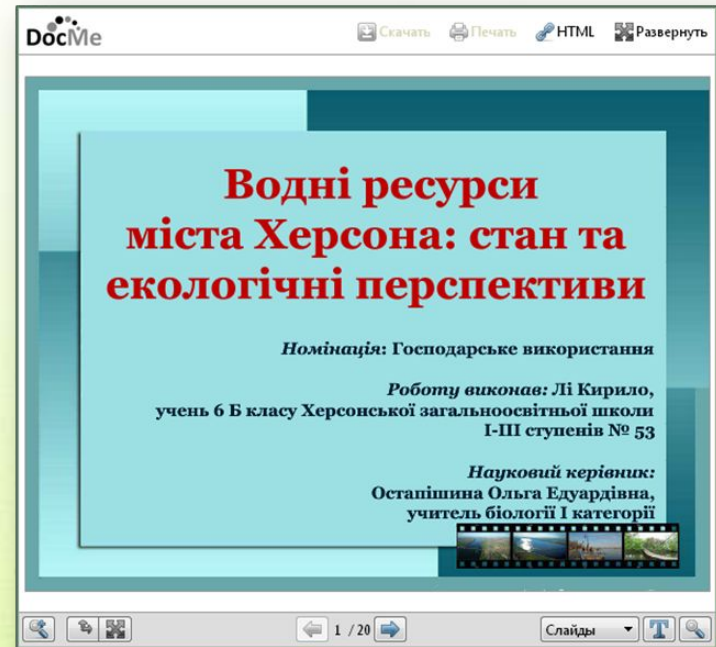 DocMe
Скачать Печать HTML Развернуть
Водні ресурси
міста Херсона: стан та
екологічні перспективи
Номінація: Господарське використання
Роботу виконав: Лі Кирило,
учень 6 Б класу Херсонської загальноосвітньої школи
І-ІІІ ступенів № 53
Науковий керівник:
Остапішина Ольга Едуардівна,
учитель біології І категорії
1 / 20 Слайды T